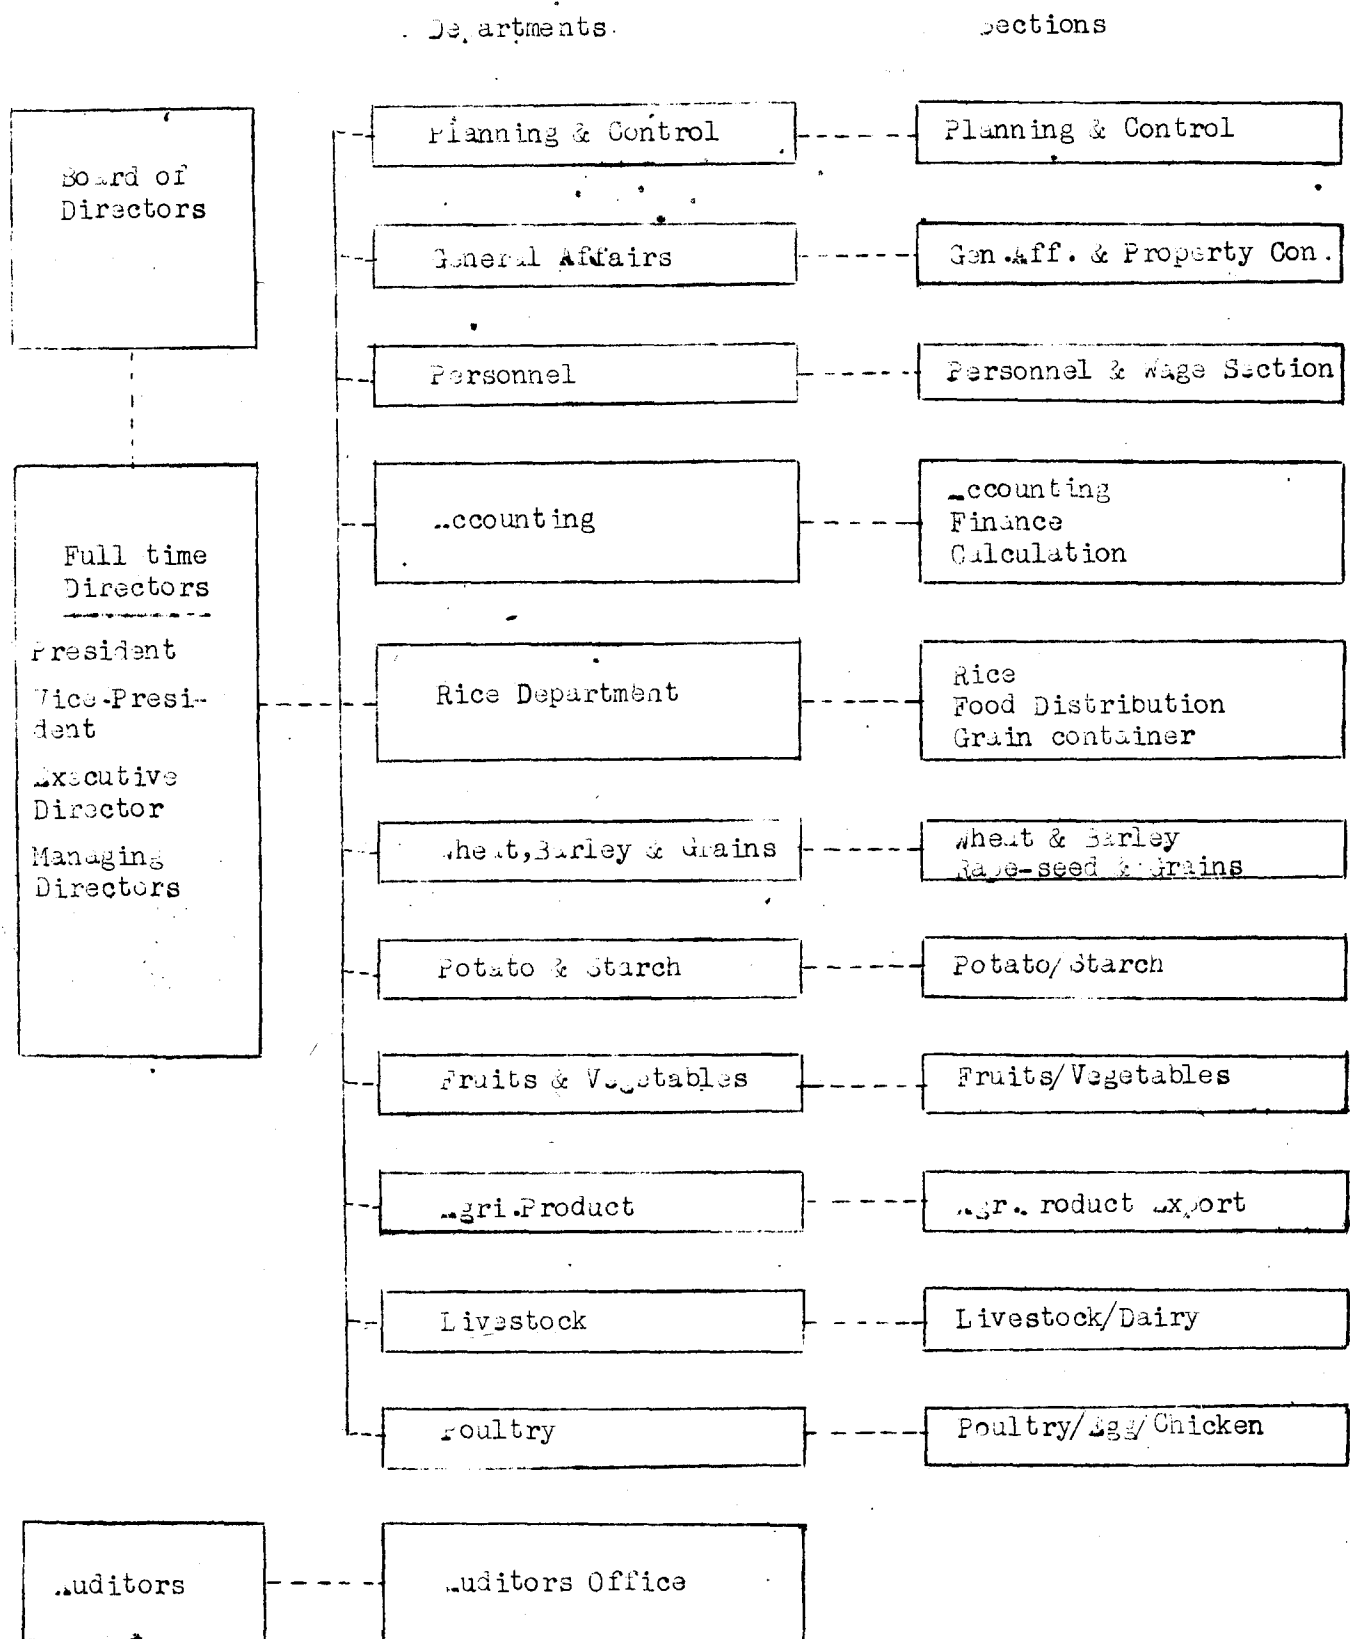 Departments
Sections
Board of
Directors
Full time
Directors
President
Vice-Presi-
dent
Executive
Director
Managing
Directors
Planning & Control
Planning & Control
General Affairs
Gen.Aff. & Property Con.
Personnel
Personnel & Wage Section
Accounting
Accounting
Finance
Calculation
Rice Department
Rice
Food Distribution
Grain container
Wheat,Barley & Grains
Wheat & Barley
Rape-seed & Grains
Potato & Starch
Potato/Starch
Fruits & Vegetables
Fruits/Vegetables
Agri.Product
Agr.Product Export
Livestock
Livestock/Dairy
Poultry
Poultry/Egg/Chicken
Auditors
Auditors Office